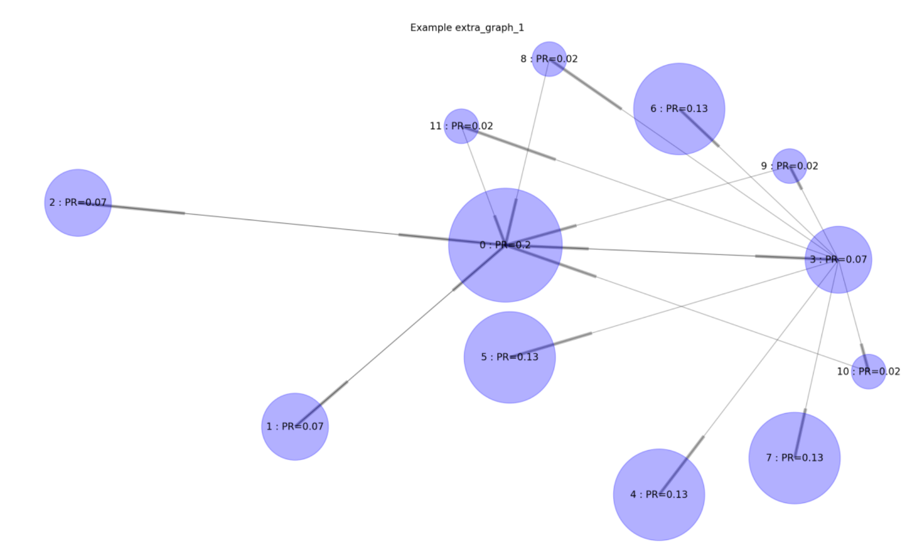 Example extra_graph_1
8 : PR=0.02
6 : PR=0.13
11 : PR=0.02
9 : PR=0.02
2 : PR=0.07
0 : PR=0.2
3 : PR=0.07
5 : PR=0.13
10 : PR=0.02
1 : PR=0.07
7 : PR=0.13
4 : PR=0.13